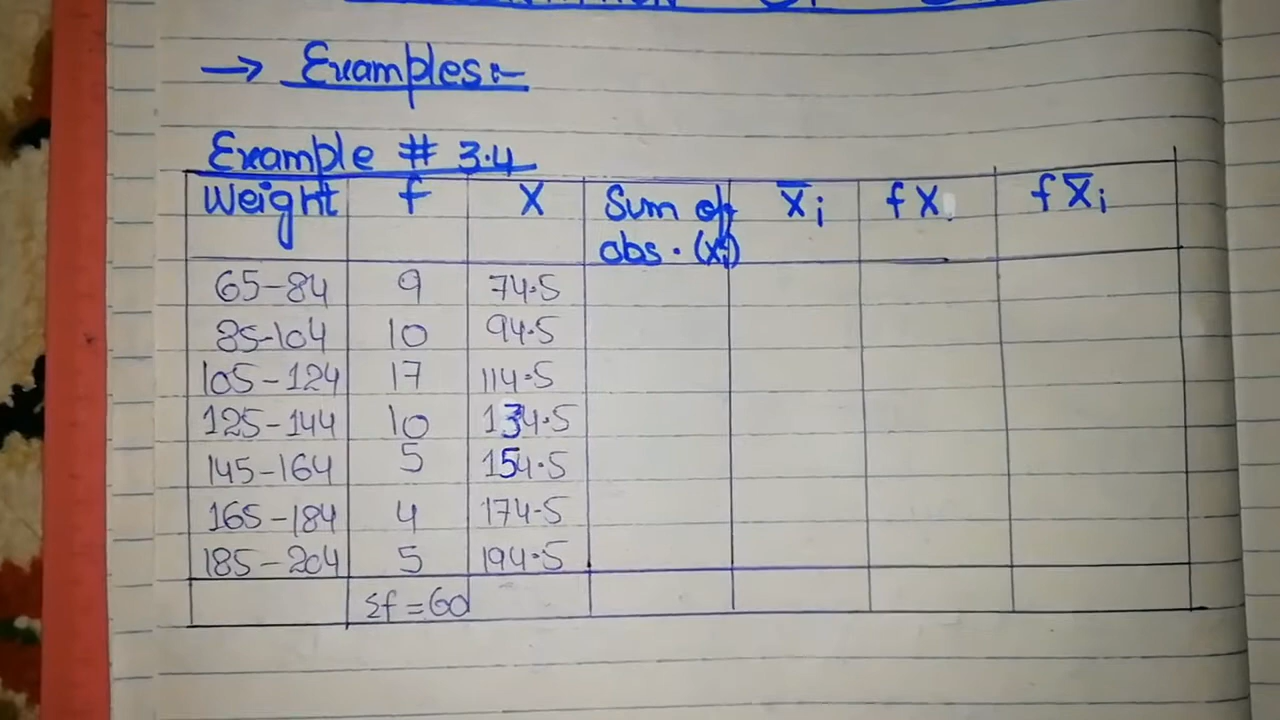 → Examples:-
Example # 3.4
Weight f X Sum of obs. (xi) X̄i fX fX̄i
65-84 9 74.5
85-104 10 94.5
105-124 17 114.5
125-144 10 134.5
145-164 5 154.5
165-184 4 174.5
185-204 5 194.5
Σf = 60